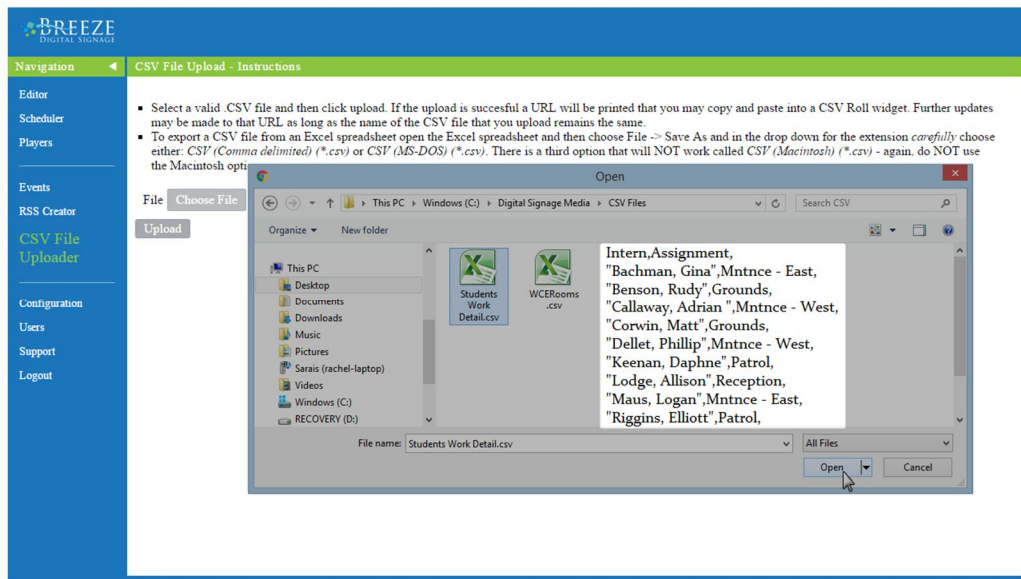 BREEZE
DIGITAL SIGNAGE
Navigation
CSV File Upload - Instructions
Editor
Scheduler
Players
Events
RSS Creator
CSV File
Uploader
Configuration
Users
Support
Logout
Select a valid .CSV file and then click upload. If the upload is succesful a URL will be printed that you may copy and paste into a CSV Roll widget. Further updates
may be made to that URL as long as the name of the CSV file that you upload remains the same.
To export a CSV file from an Excel spreadsheet open the Excel spreadsheet and then choose File -> Save As and in the drop down for the extension carefully choose
either: CSV (Comma delimited) (*.csv) or CSV (MS-DOS) (*.csv). There is a third option that will NOT work called CSV (Macintosh) (*.csv) - again, do NOT use
the Macintosh opti
File Choose File
Upload
Open
This PC Windows (C:) Digital Signage Media CSV Files
Search CSV
Organize New folder
This PC
Desktop
Documents
Downloads
Music
Pictures
Sarais (rachel-laptop)
Videos
Windows (C:)
RECOVERY (D:)
Students
Work
Detail.csv
WCERooms
.csv
Intern,Assignment,
"Bachman, Gina",Mntnce - East,
"Benson, Rudy",Grounds,
"Callaway, Adrian ",Mntnce - West,
"Corwin, Matt",Grounds,
"Dellet, Phillip",Mntnce - West,
"Keenan, Daphne",Patrol,
"Lodge, Allison",Reception,
"Maus, Logan",Mntnce - East,
"Riggins, Elliott",Patrol,
File name: Students Work Detail.csv
All Files
Open Cancel